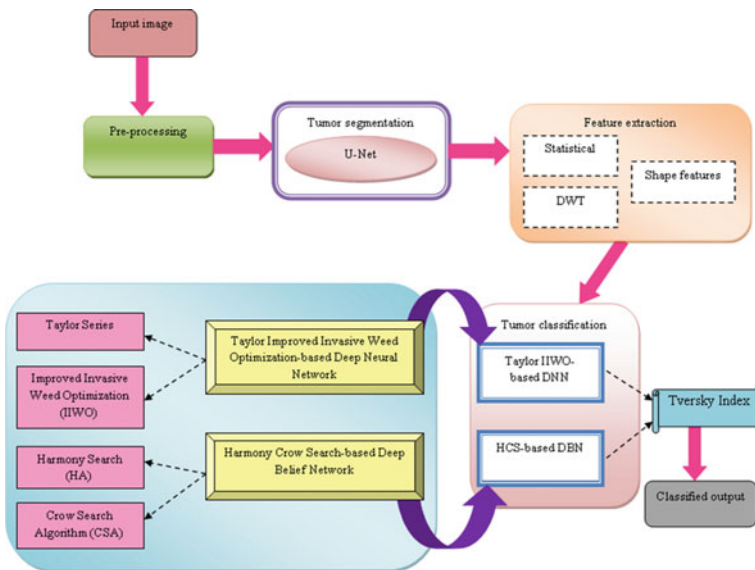 Input image
Pre-processing
Tumor segmentation
U-Net
Feature extraction
Statistical
DWT
Shape features
Taylor Series
Improved Invasive
Weed Optimization
(IIWO)
Harmony Search
(HA)
Crow Search
Algorithm (CSA)
Taylor Improved Invasive Weed
Optimization-based Deep Neural
Network
Harmony Crow Search-based Deep
Belief Network
Tumor classification
Taylor IIWO-
based DNN
HCS-based DBN
Tversky Index
Classified output